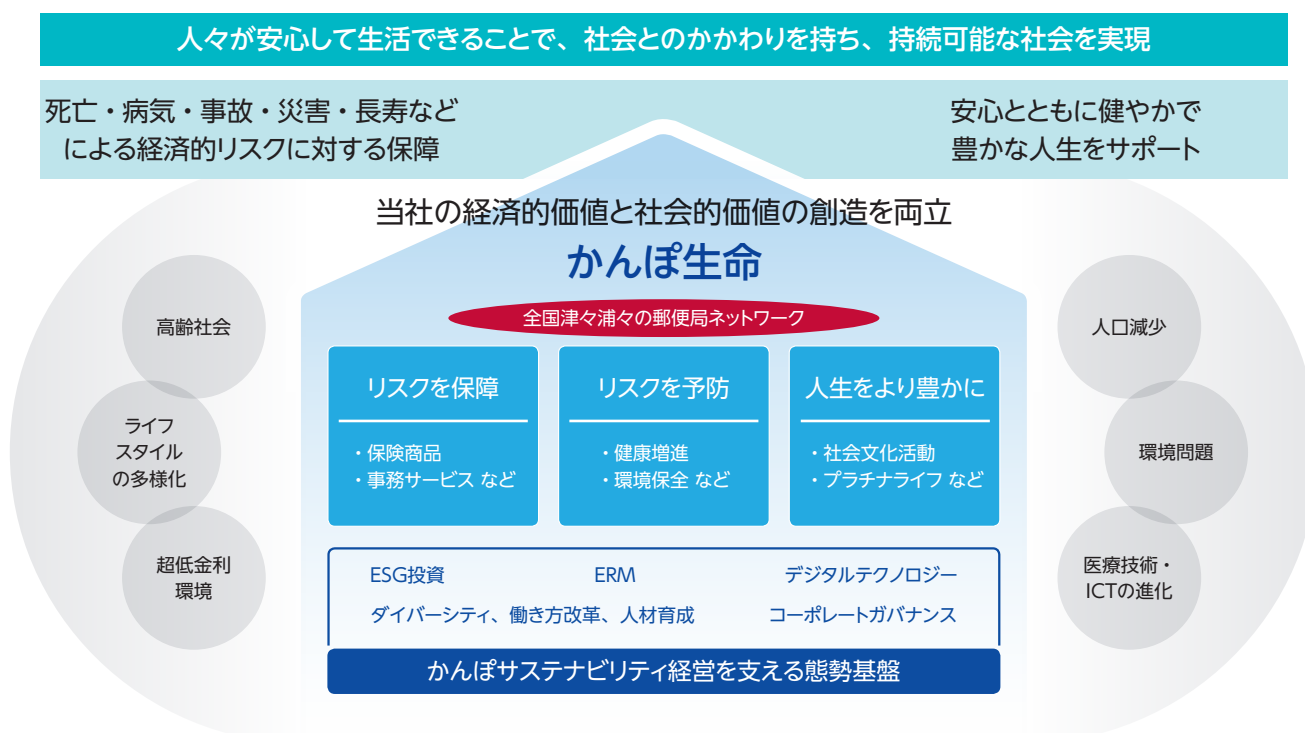 人々が安心して生活できることで、社会とのかかわりを持ち、持続可能な社会を実現
死亡・病気・事故・災害・長寿など
による経済的リスクに対する保障
安心とともに健やかで
豊かな人生をサポート
当社の経済的価値と社会的価値の創造を両立
かんぽ生命
全国津々浦々の郵便局ネットワーク
高齢社会
ライフ
スタイル
の多様化
超低金利
環境
リスクを保障
・保険商品
・事務サービス など
リスクを予防
・健康増進
・環境保全 など
人生をより豊かに
・社会文化活動
・プラチナライフ など
人口減少
環境問題
医療技術・
ICTの進化
ESG投資
ERM
デジタルテクノロジー
ダイバーシティ、働き方改革、人材育成
コーポレートガバナンス
かんぽサステナビリティ経営を支える態勢基盤